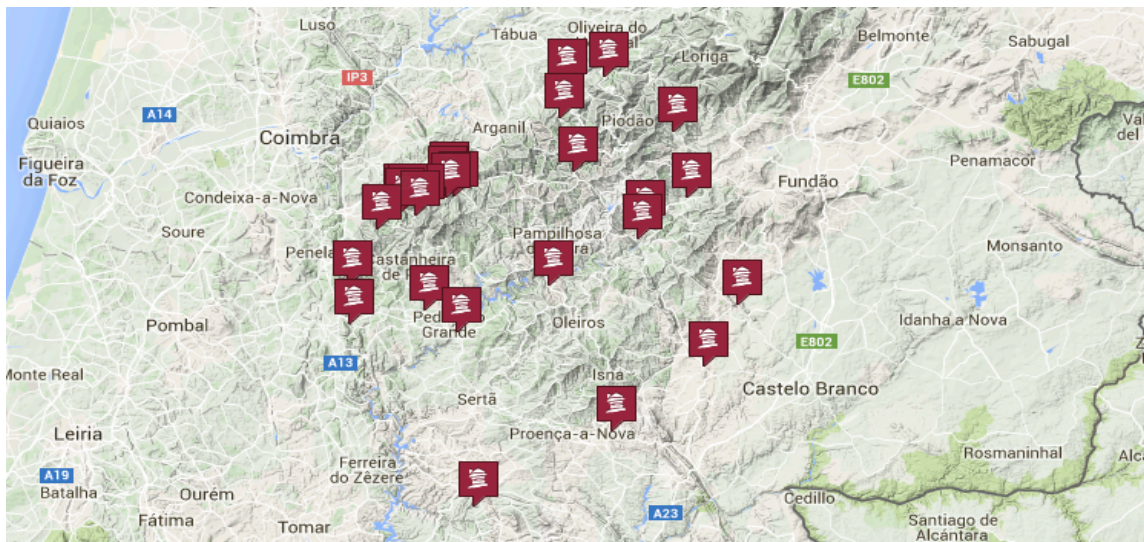 Luso
Tábua
Oliveira do
Belmont
Sabugal
Loriga
IP3
E802
A14
Quiaios
Coimbra
Arganil
Piodão
Figueira
da Foz
Penamacor
Condeixa-a-Nova
Fundão
Soure
Penela
Pampilhosa
Monsanto
Castanheira
Pombal
Grande
Oleiros
Idanha a Nova
A13
E802
Monte Real
Isna
Castelo Branco
Sertã
Leiria
Proença-a-Nova
Ferreira
do Zêzere
Rosmaninhal
A19
Batalha
Ourém
Cedillo
Fátima
Tomar
A23
Santiago de
Alcántara